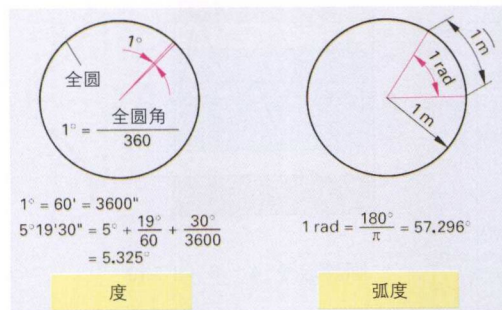 1°
全圆
1° = 全圆角 / 360
1° = 60' = 3600"
5°19'30" = 5° + 19°/60 + 30°/3600
= 5.325°
度
1 m
1 rad
1 m
1 rad = 180°/π = 57.296°
弧度